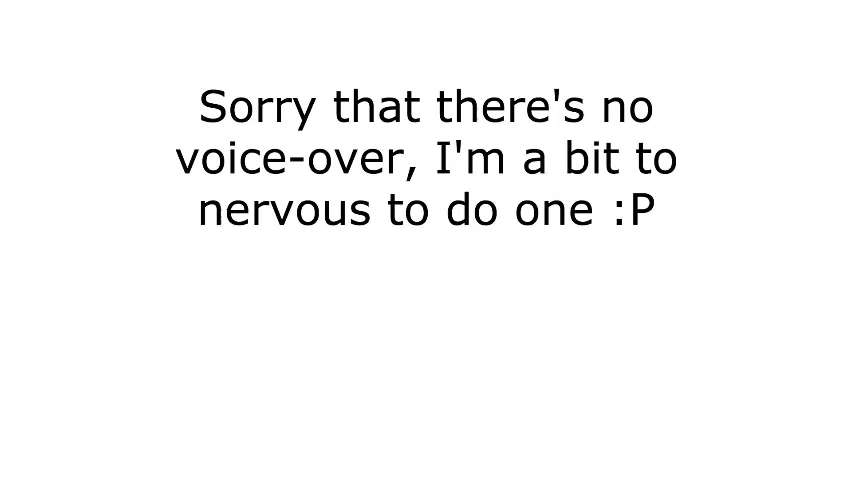 Sorry that there's no
voice-over, I'm a bit to
nervous to do one :P